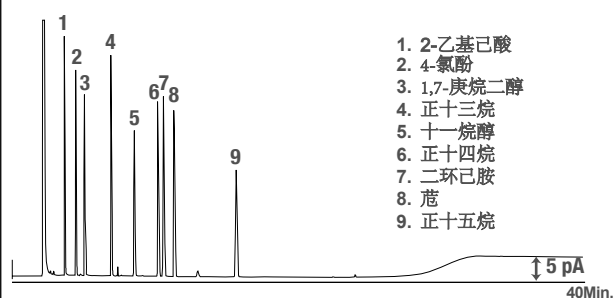 1
2
3
4
5
6
7
8
9
1. 2-乙基己酸
2. 4-氯酚
3. 1,7-庚烷二醇
4. 正十三烷
5. 十一烷醇
6. 正十四烷
7. 二环己胺
8. 苊
9. 正十五烷
5 pA
40Min.